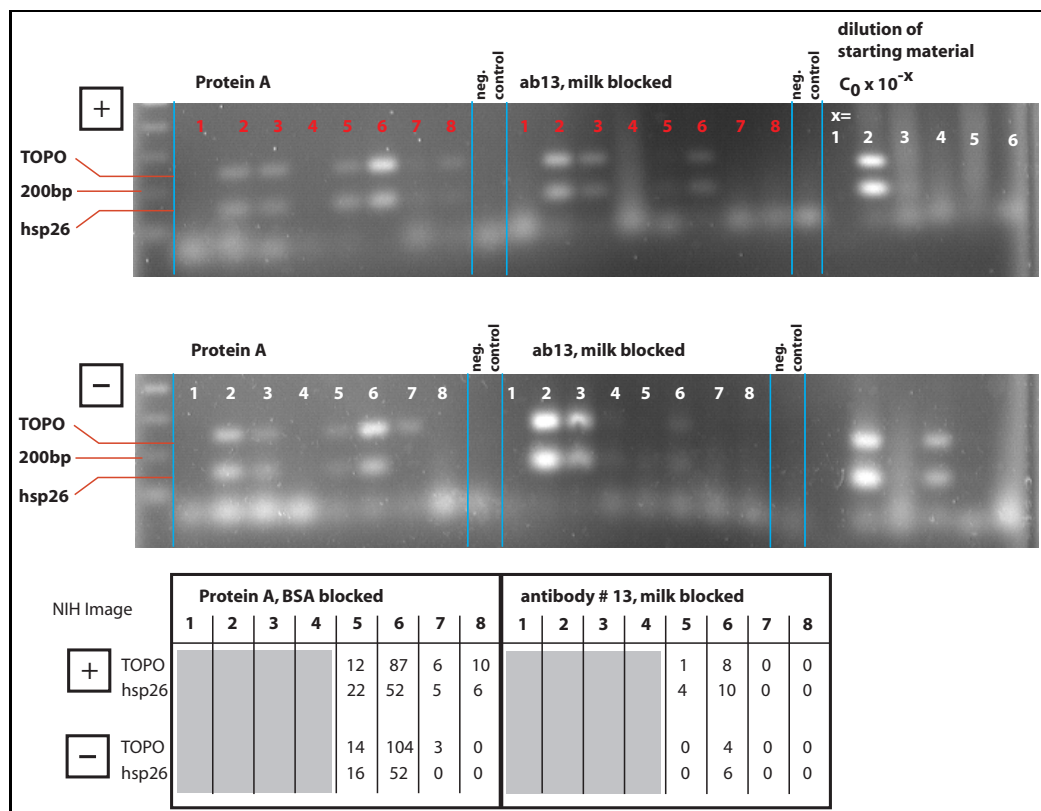 dilution of
starting material
C0 x 10-x
Protein A
neg. control
ab13, milk blocked
neg. control
+
x=
1 2 3 4 5 6 7 8
1 2 3 4 5 6 7 8
1 2 3 4 5 6
TOPO
200bp
hsp26
Protein A
neg. control
ab13, milk blocked
neg. control
−
1 2 3 4 5 6 7 8
1 2 3 4 5 6 7 8
TOPO
200bp
hsp26
NIH Image
Protein A, BSA blocked
antibody # 13, milk blocked
1 2 3 4 5 6 7 8
1 2 3 4 5 6 7 8
+
TOPO 12 87 6 10 1 8 0 0
hsp26 22 52 5 6 4 10 0 0
−
TOPO 14 104 3 0 0 4 0 0
hsp26 16 52 0 0 0 6 0 0